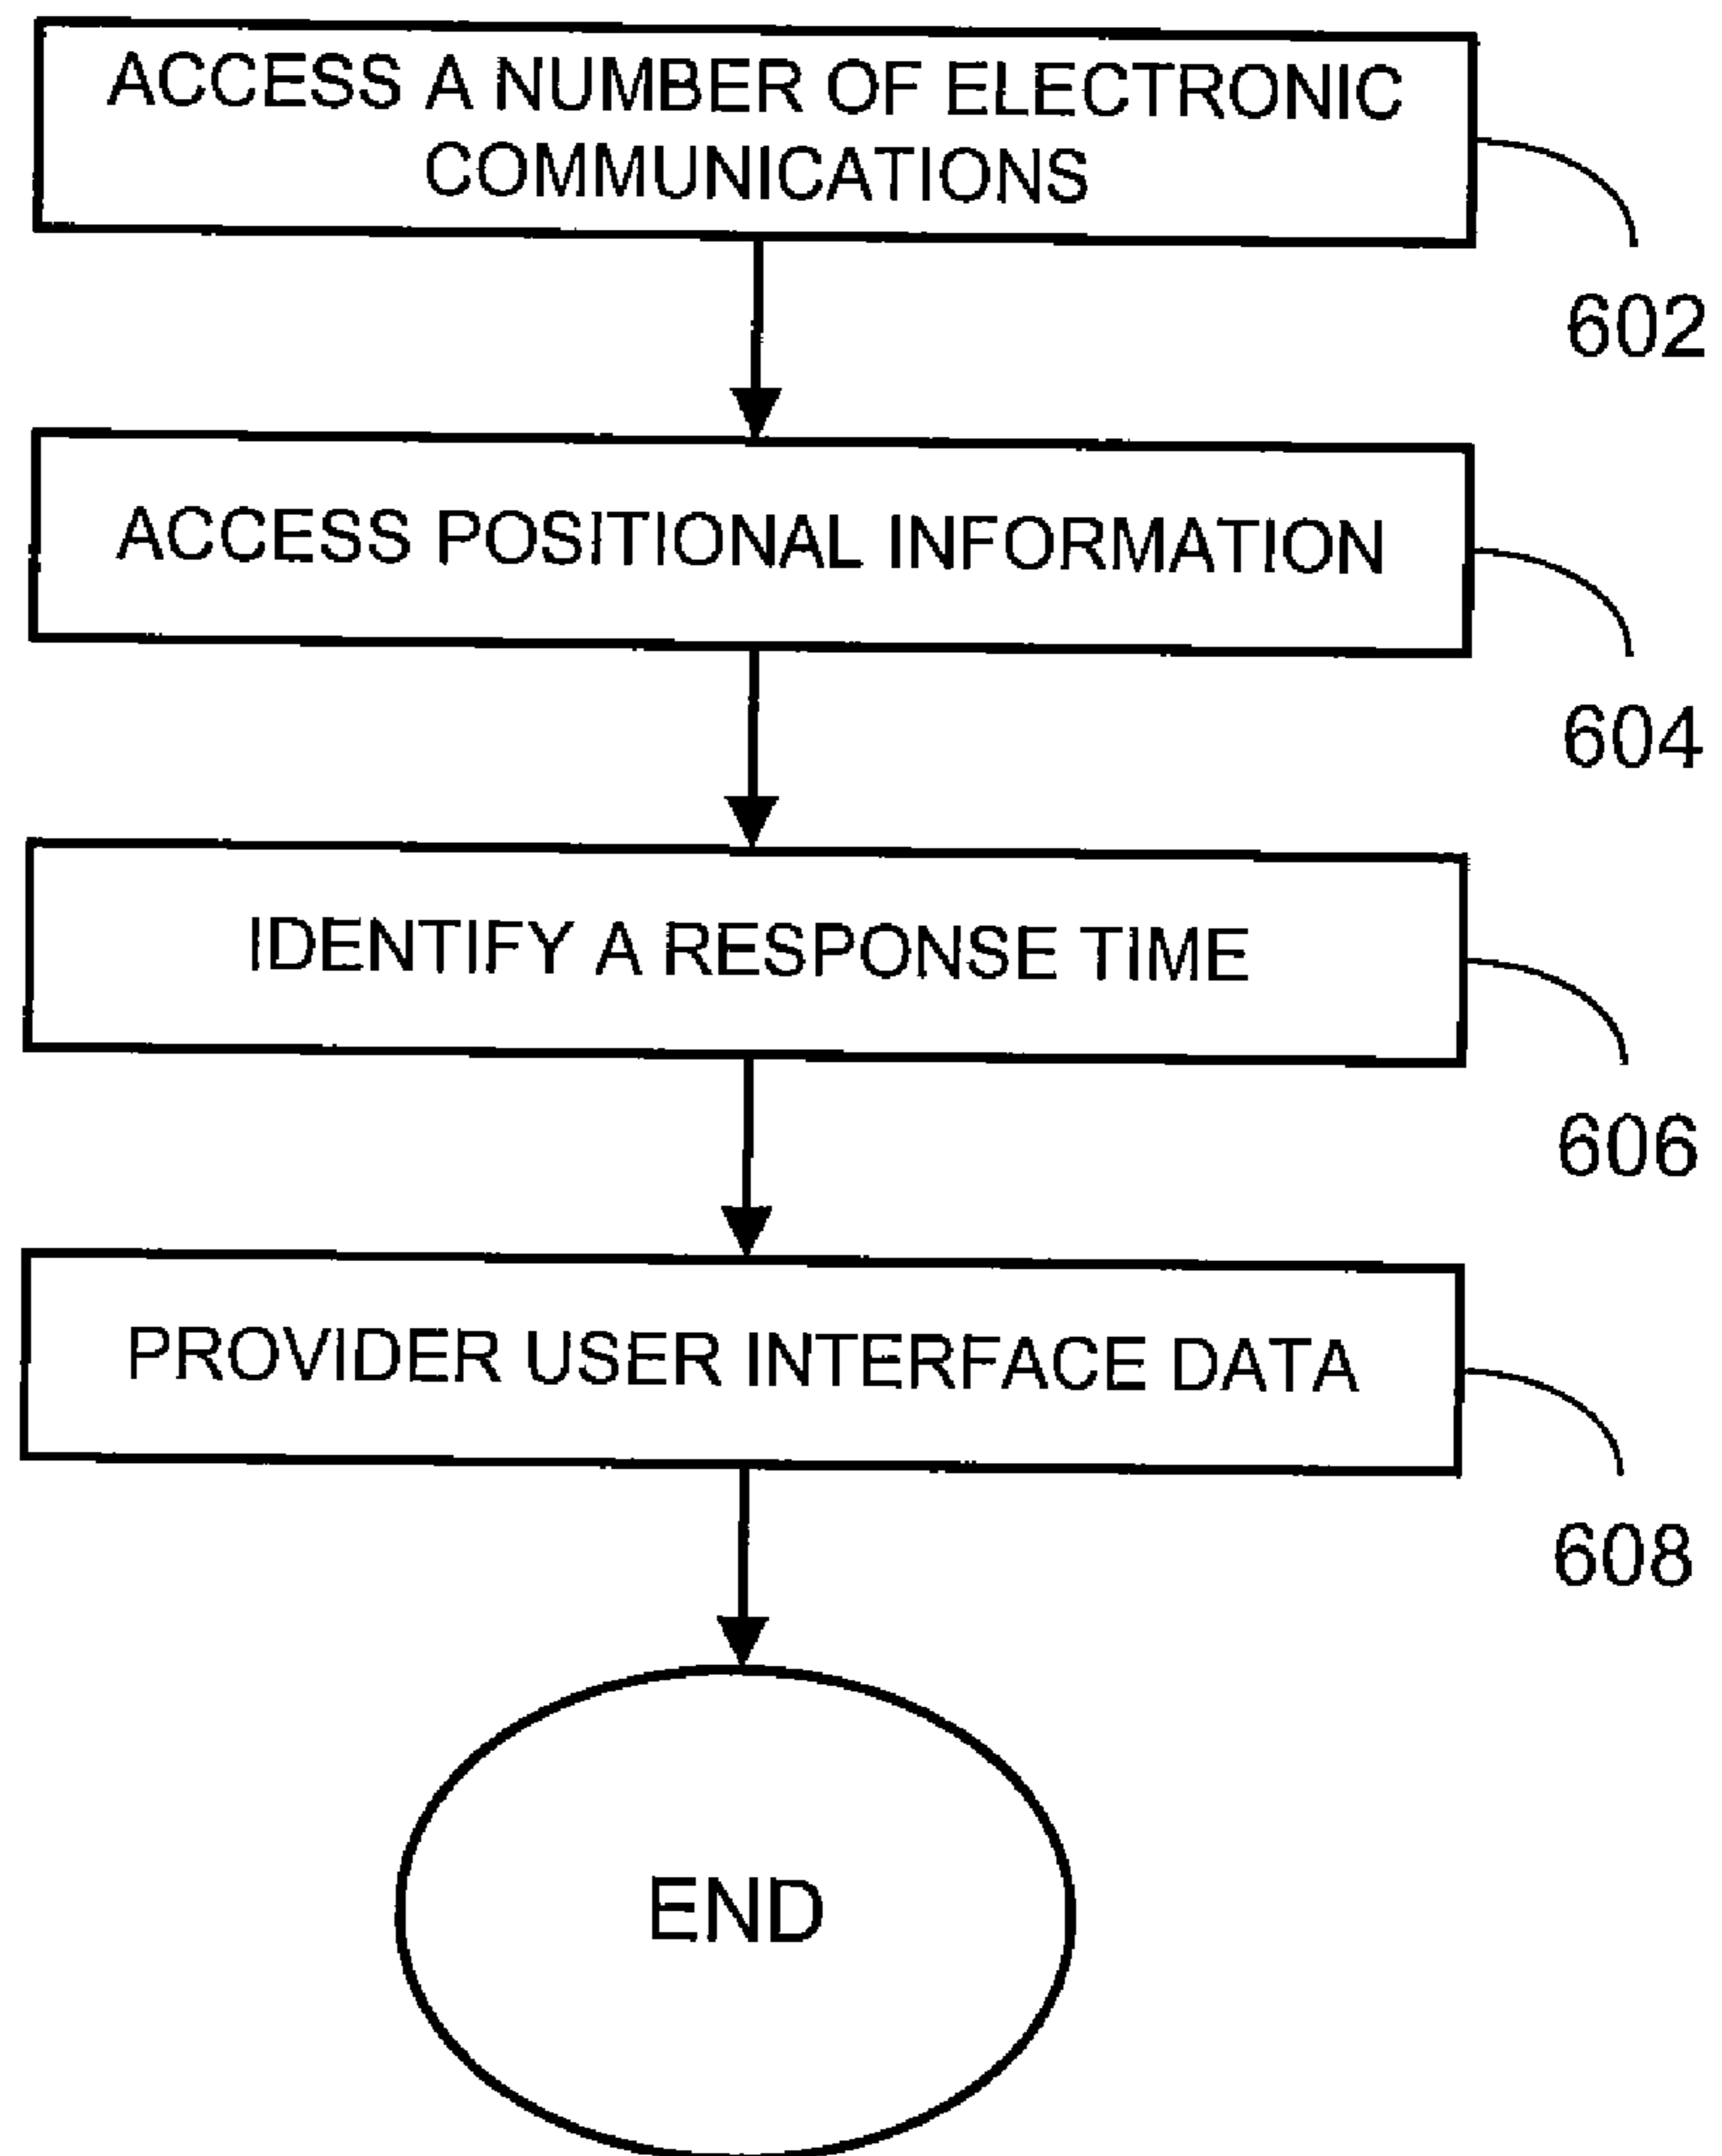 ACCESS A NUMBER OF ELECTRONIC
COMMUNICATIONS
602
ACCESS POSITIONAL INFORMATION
604
IDENTIFY A RESPONSE TIME
606
PROVIDER USER INTERFACE DATA
608
END